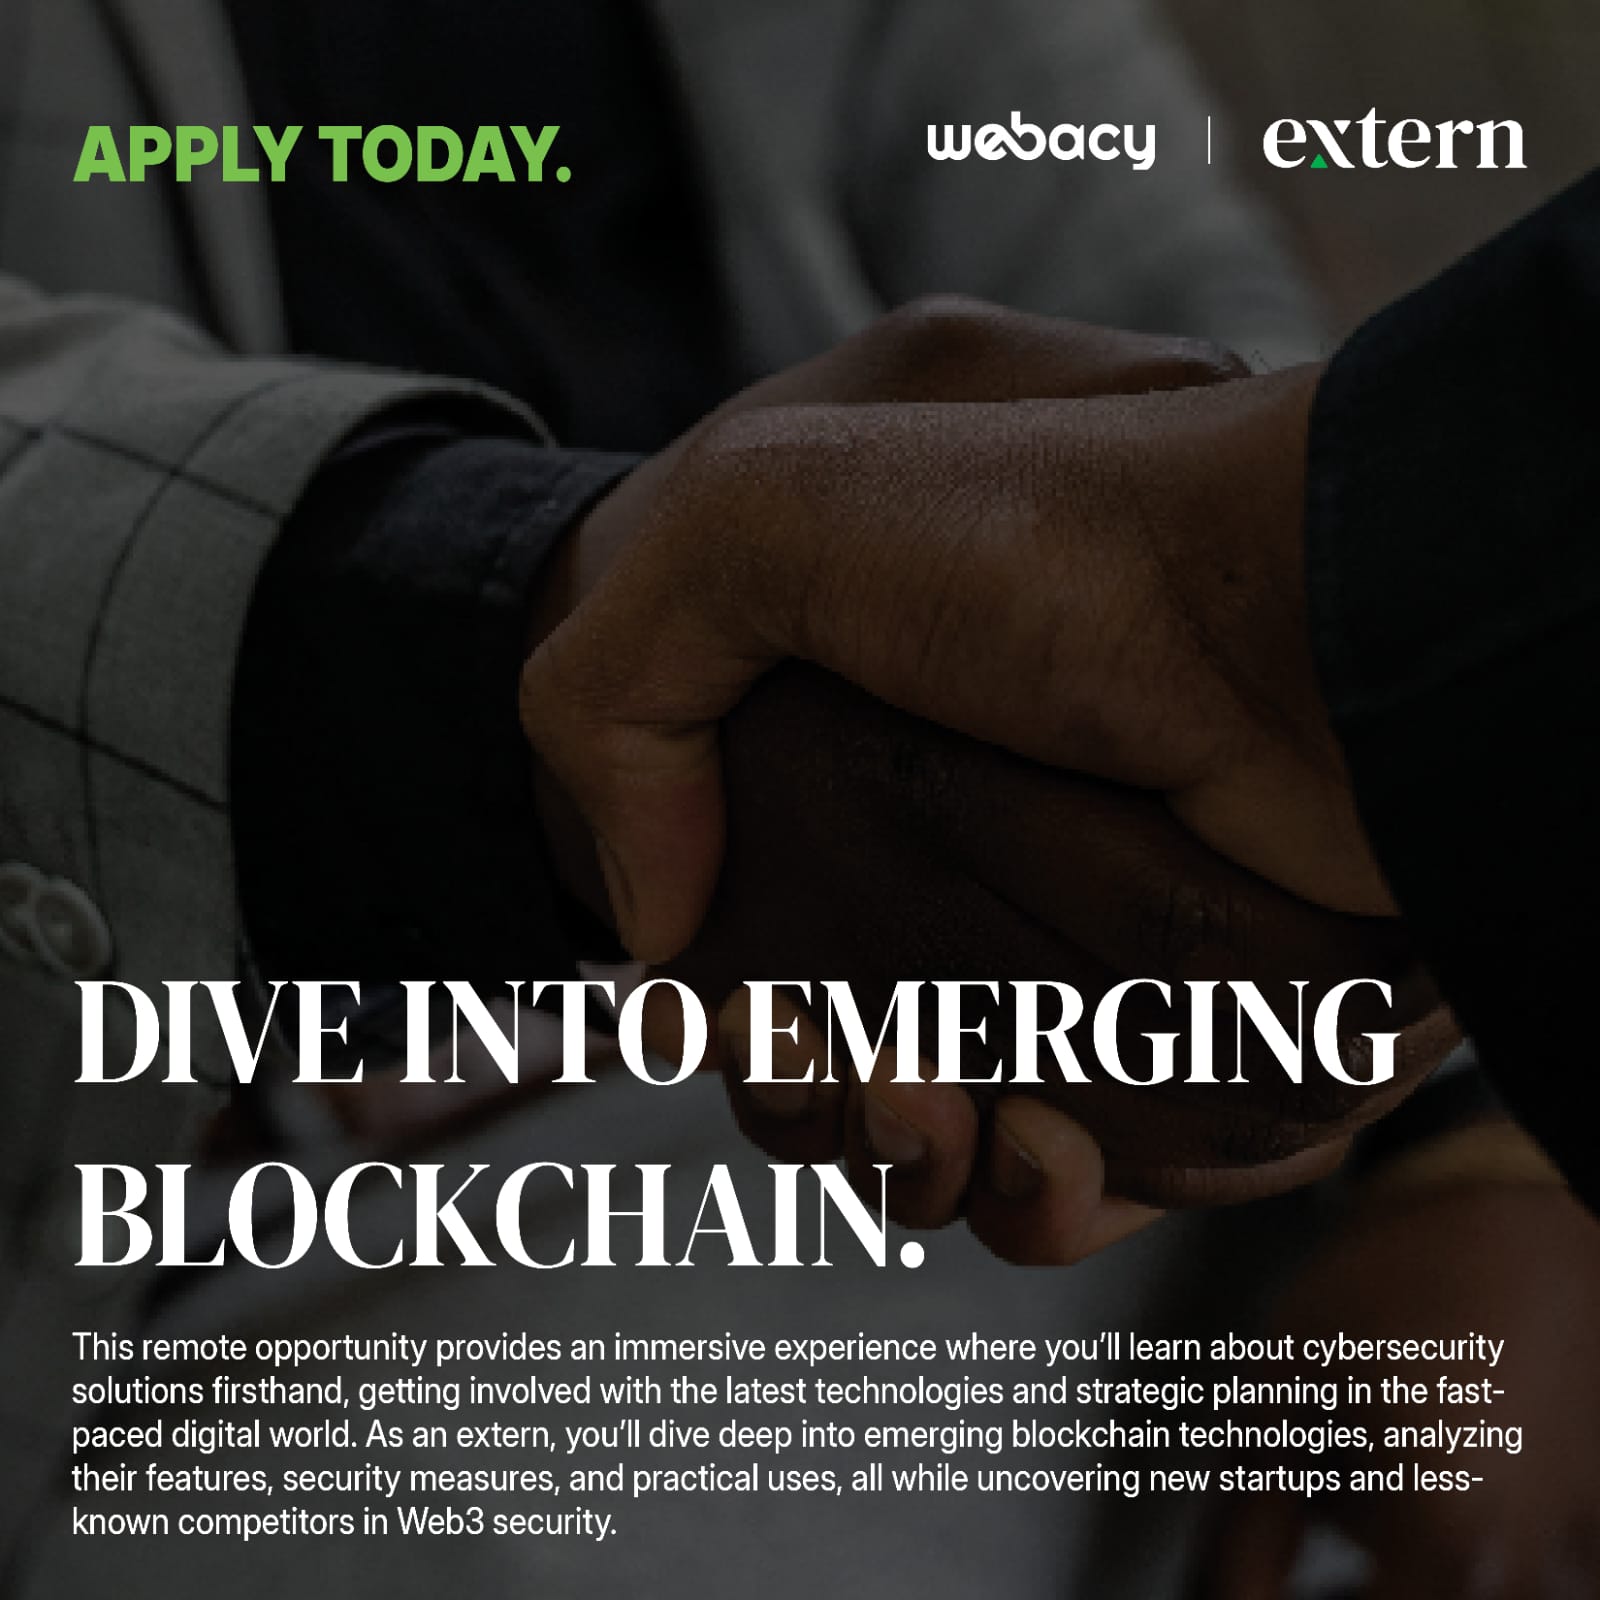 APPLY TODAY.
webacy | extern
DIVE INTO EMERGING
BLOCKCHAIN.
This remote opportunity provides an immersive experience where you’ll learn about cybersecurity
solutions firsthand, getting involved with the latest technologies and strategic planning in the fast-
paced digital world. As an extern, you’ll dive deep into emerging blockchain technologies, analyzing
their features, security measures, and practical uses, all while uncovering new startups and less-
known competitors in Web3 security.